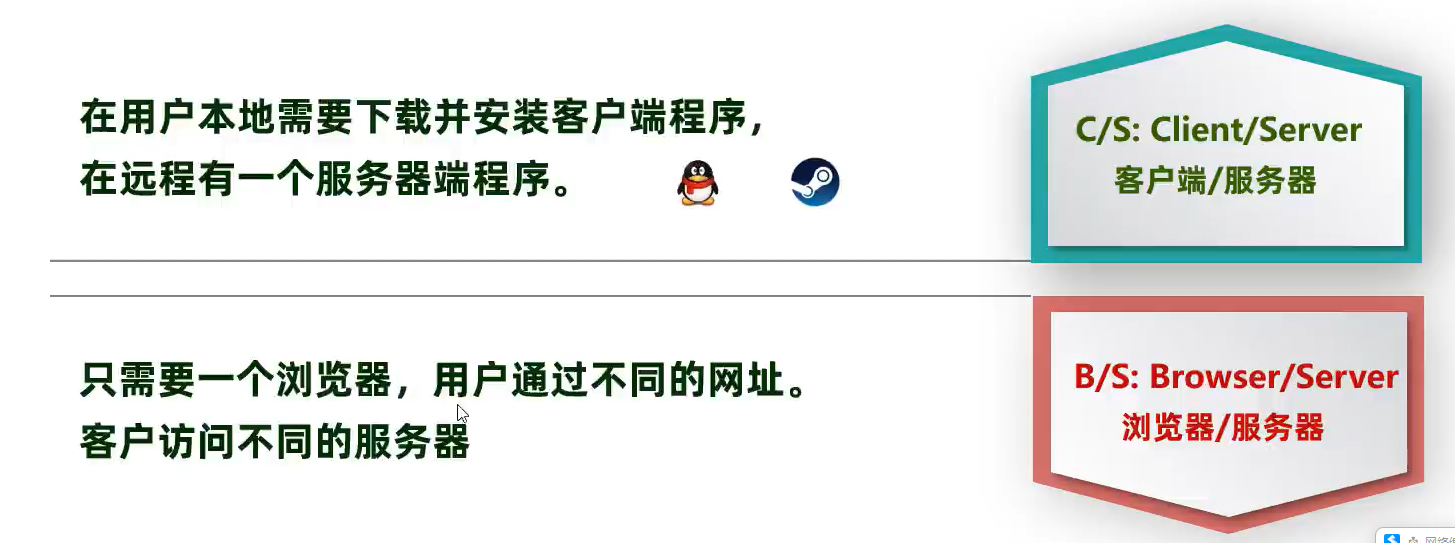 在用户本地需要下载并安装客户端程序，
在远程有一个服务器端程序。
C/S: Client/Server
客户端/服务器
只需要一个浏览器，用户通过不同的网址。
客户访问不同的服务器
B/S: Browser/Server
浏览器/服务器